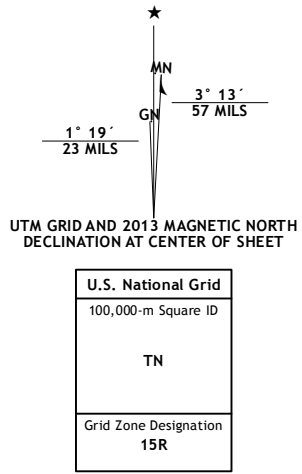 MN
3° 13´
57 MILS
GN
1° 19´
23 MILS
UTM GRID AND 2013 MAGNETIC NORTH
DECLINATION AT CENTER OF SHEET
U.S. National Grid
100,000-m Square ID
TN
Grid Zone Designation
15R